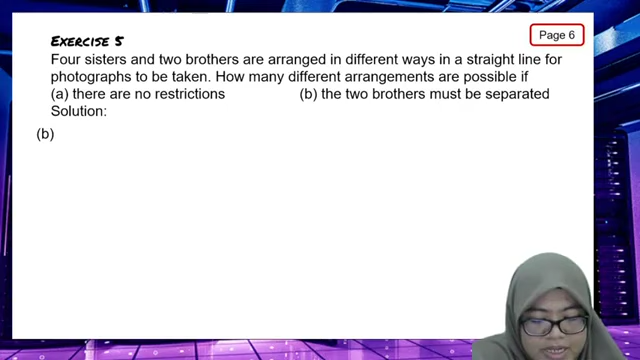 Exercise 5
Page 6
Four sisters and two brothers are arranged in different ways in a straight line for
photographs to be taken. How many different arrangements are possible if
(a) there are no restrictions (b) the two brothers must be separated
Solution:
(b)